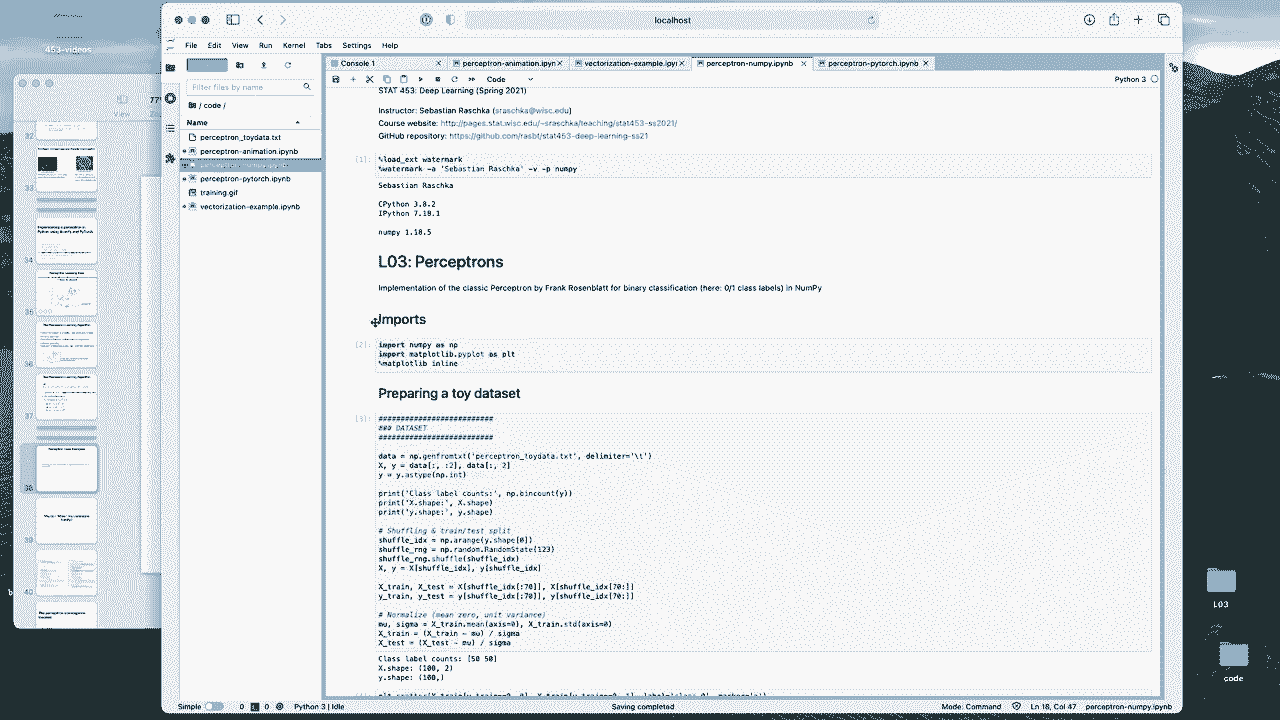 453-videos
localhost
File Edit View Run Kernel Tabs Settings Help
Console 1
perceptron-animation.ipyn
vectorization-example.ipyi
perceptron-numpy.ipynb
perceptron-pytorch.ipynb
Filter files by name
Code
Python 3
/ code /
Name
perceptron_toydata.txt
perceptron-animation.ipynb
perceptron-pytorch.ipynb
training.gif
vectorization-example.ipynb
STAT 453: Deep Learning (Spring 2021)
Instructor: Sebastian Raschka (sraschka@wisc.edu)
Course website: http://pages.stat.wisc.edu/~sraschka/teaching/stat453-ss2021/
GitHub repository: https://github.com/rasbt/stat453-deep-learning-ss21
[1]: %load_ext watermark
%watermark -a 'Sebastian Raschka' -v -p numpy
Sebastian Raschka
CPython 3.8.2
IPython 7.18.1
numpy 1.18.5
L03: Perceptrons
Implementation of the classic Perceptron by Frank Rosenblatt for binary classification (here: 0/1 class labels) in NumPy
Imports
[2]: import numpy as np
import matplotlib.pyplot as plt
%matplotlib inline
Preparing a toy dataset
[3]: ##########################
### DATASET
##########################
data = np.genfromtxt('perceptron_toydata.txt', delimiter='\t')
X, y = data[:, :2], data[:, 2]
y = y.astype(np.int)
print('Class label counts:', np.bincount(y))
print('X.shape:', X.shape)
print('y.shape:', y.shape)
# Shuffling & train/test split
shuffle_idx = np.arange(y.shape[0])
shuffle_rng = np.random.RandomState(123)
shuffle_rng.shuffle(shuffle_idx)
X, y = X[shuffle_idx], y[shuffle_idx]
X_train, X_test = X[shuffle_idx[:70]], X[shuffle_idx[70:]]
y_train, y_test = y[shuffle_idx[:70]], y[shuffle_idx[70:]]
# Normalize (mean zero, unit variance)
mu, sigma = X_train.mean(axis=0), X_train.std(axis=0)
X_train = (X_train - mu) / sigma
X_test = (X_test - mu) / sigma
Class label counts: [50 50]
X.shape: (100, 2)
y.shape: (100,)
Simple 0 0 Python 3 | Idle Saving completed Mode: Command Ln 18, Col 47 perceptron-numpy.ipynb
L03
code